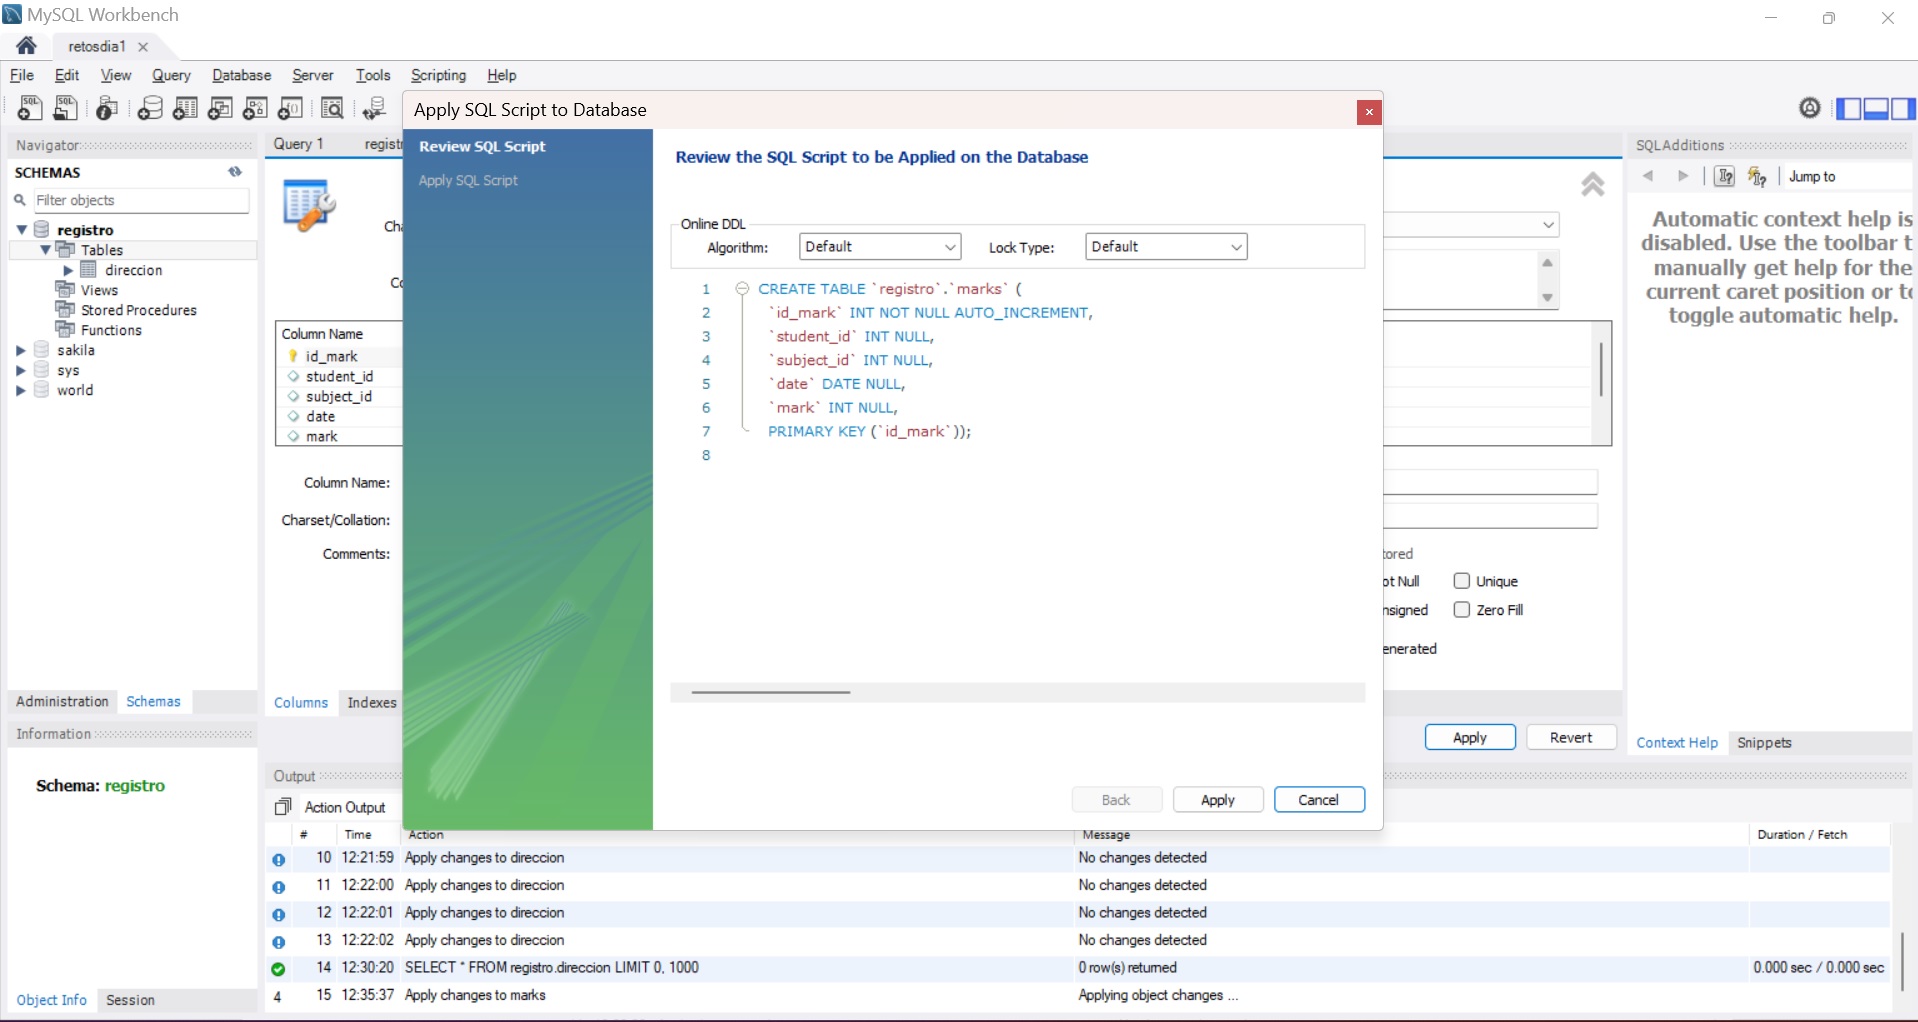 MySQL Workbench
retosdia1
File Edit View Query Database Server Tools Scripting Help
Navigator
SCHEMAS
Filter objects
registro
Tables
direccion
Views
Stored Procedures
Functions
sakila
sys
world
Administration Schemas
Information
Schema: registro
Object Info Session
Query 1 registr
Cha
Co
Column Name
id_mark
student_id
subject_id
date
mark
Column Name:
Charset/Collation:
Comments:
Columns Indexes
Apply SQL Script to Database
Review SQL Script
Apply SQL Script
Review the SQL Script to be Applied on the Database
Online DDL
Algorithm: Default Lock Type: Default
1 CREATE TABLE `registro`.`marks` (
2 `id_mark` INT NOT NULL AUTO_INCREMENT,
3 `student_id` INT NULL,
4 `subject_id` INT NULL,
5 `date` DATE NULL,
6 `mark` INT NULL,
7 PRIMARY KEY (`id_mark`));
8
Back Apply Cancel
tored
ot Null Unique
nsigned Zero Fill
enerated
Apply Revert
SQLAdditions
Jump to
Automatic context help is
disabled. Use the toolbar t
manually get help for the
current caret position or to
toggle automatic help.
Context Help Snippets
Output
Action Output
# Time Action Message Duration / Fetch
10 12:21:59 Apply changes to direccion No changes detected
11 12:22:00 Apply changes to direccion No changes detected
12 12:22:01 Apply changes to direccion No changes detected
13 12:22:02 Apply changes to direccion No changes detected
14 12:30:20 SELECT * FROM registro.direccion LIMIT 0, 1000 0 row(s) returned 0.000 sec / 0.000 sec
4 15 12:35:37 Apply changes to marks Applying object changes ...